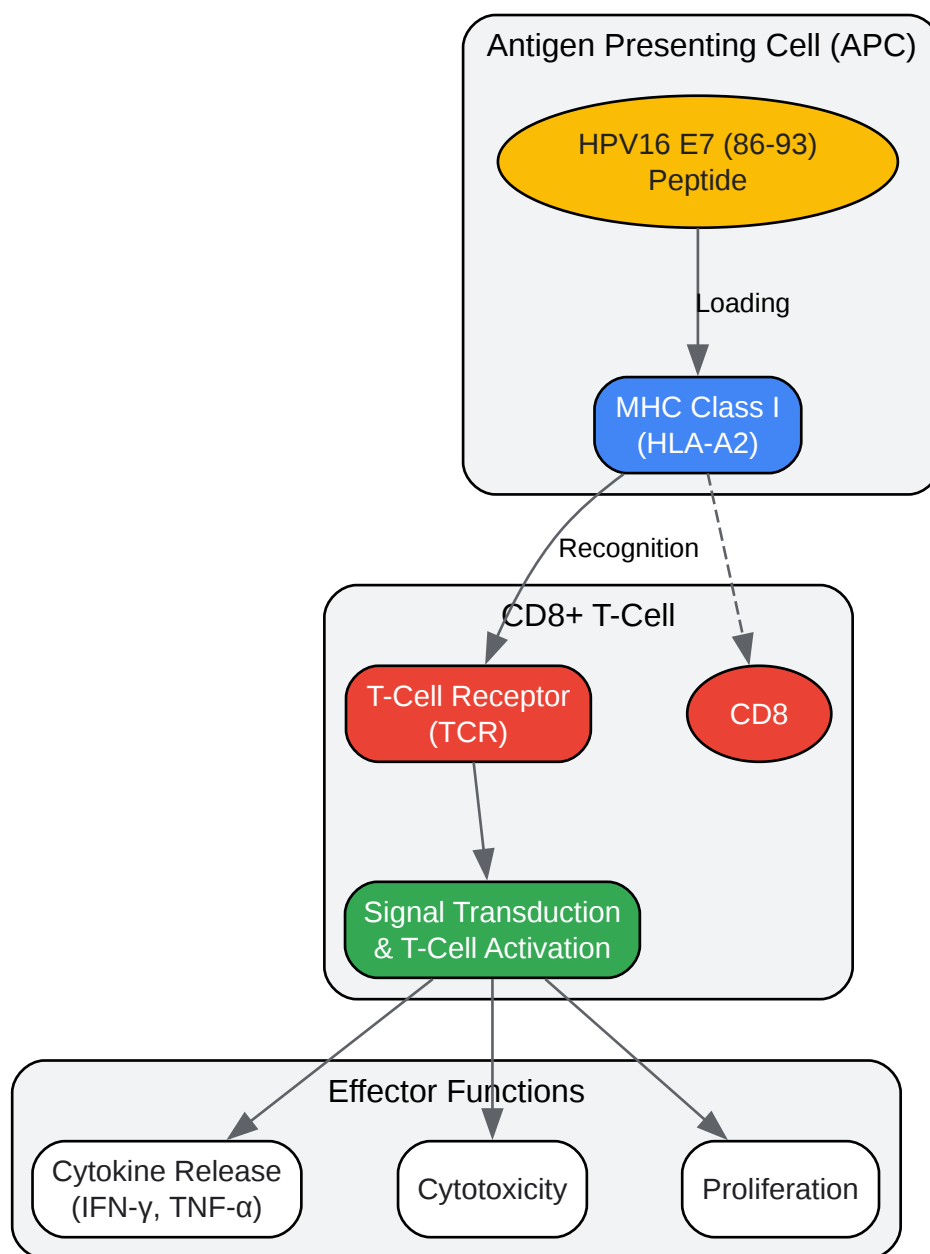 Antigen Presenting Cell (APC)
HPV16 E7 (86-93)
Peptide
Loading
MHC Class I
(HLA-A2)
Recognition
CD8+ T-Cell
T-Cell Receptor
(TCR)
CD8
Signal Transduction
& T-Cell Activation
Effector Functions
Cytokine Release
(IFN-γ, TNF-α)
Cytotoxicity
Proliferation